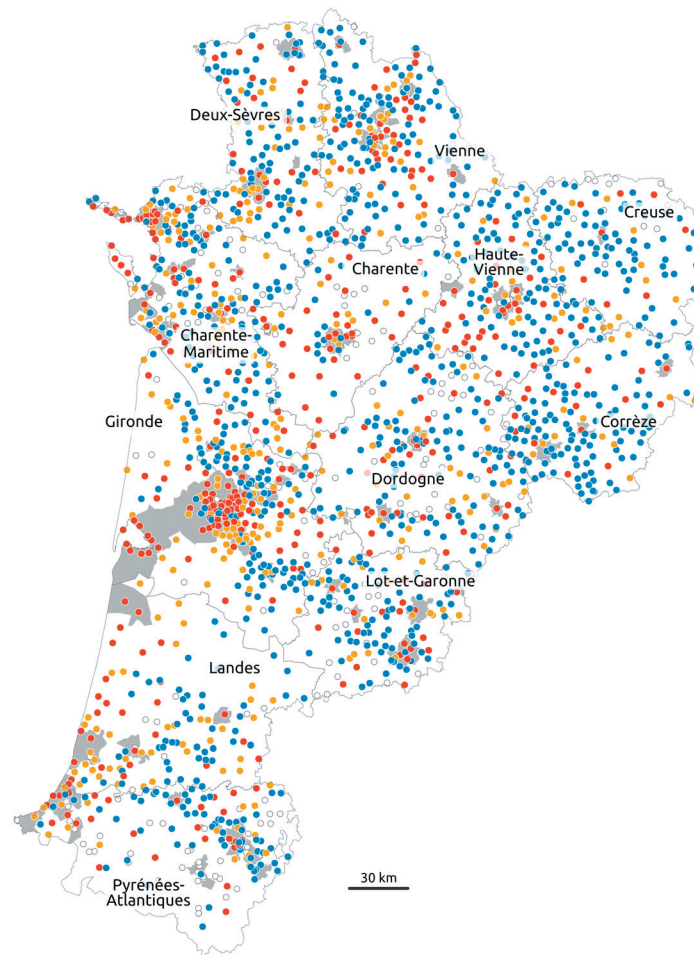 Deux-Sèvres
Vienne
Creuse
Charente
Haute-
Vienne
Charente-
Maritime
Gironde
Corrèze
Dordogne
Lot-et-Garonne
Landes
30 km
Pyrénées-
Atlantiques